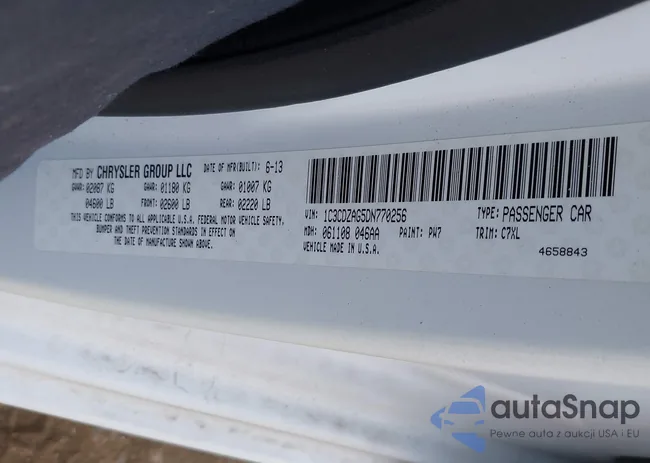 MFD BY CHRYSLER GROUP LLC DATE OF MFR(BUILT): 6-13
GVWR: 02087 KG GAWR: 01180 KG GAWR: 01007 KG
04600 LB FRONT: 02600 LB REAR: 02220 LB
THIS VEHICLE CONFORMS TO ALL APPLICABLE U.S.A. FEDERAL MOTOR VEHICLE SAFETY,
BUMPER AND THEFT PREVENTION STANDARDS IN EFFECT ON
THE DATE OF MANUFACTURE SHOWN ABOVE.
VIN: 1C3CDZAG5DN770256 TYPE: PASSENGER CAR
MDH: 061108 046AA PAINT: PW7 TRIM: C7XL
VEHICLE MADE IN U.S.A. 4658843
autaSnap
Pewne auta z aukcji USA i EU